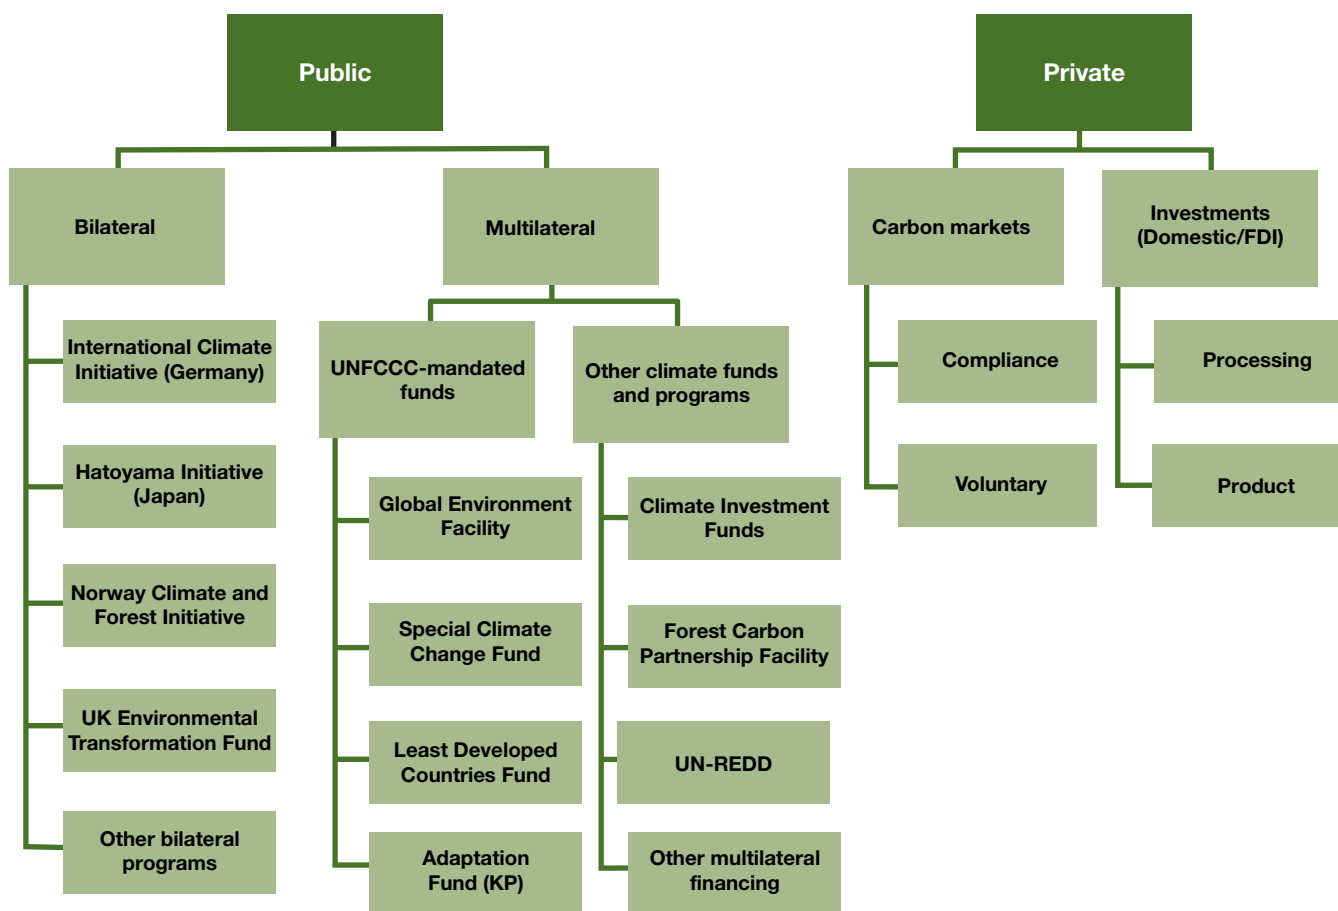 Public
Private
Bilateral
Multilateral
Carbon markets
Investments
(Domestic/FDI)
International Climate
Initiative (Germany)
Hatoyama Initiative
(Japan)
Norway Climate and
Forest Initiative
UK Environmental
Transformation Fund
Other bilateral
programs
UNFCCC-mandated
funds
Global Environment
Facility
Special Climate
Change Fund
Least Developed
Countries Fund
Adaptation
Fund (KP)
Other climate funds
and programs
Climate Investment
Funds
Forest Carbon
Partnership Facility
UN-REDD
Other multilateral
financing
Compliance
Voluntary
Processing
Product